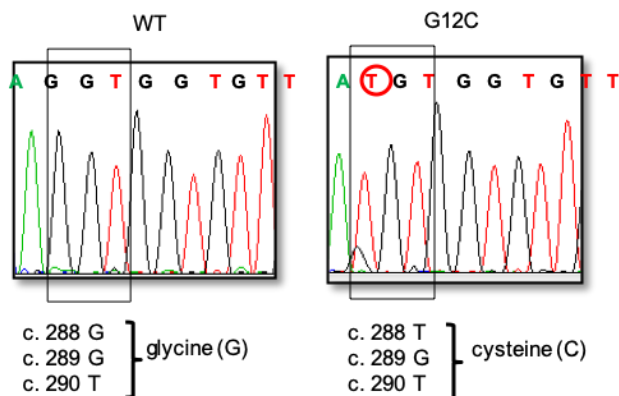 WT
G12C
A G G T G G T G T T
A T G T G G T G T T
c. 288 G
c. 289 G
c. 290 T
glycine (G)
c. 288 T
c. 289 G
c. 290 T
cysteine (C)